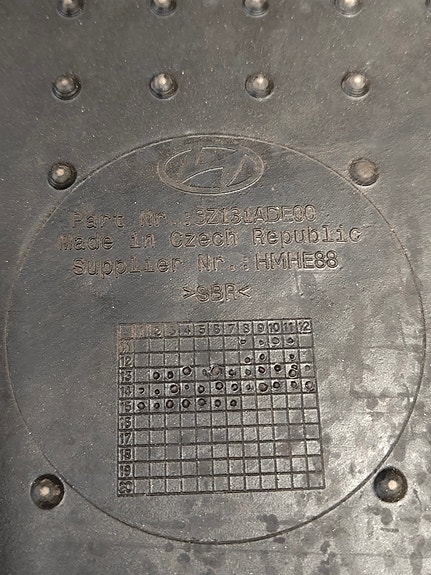 Part Nr.:3Z131ADE00
Made in Czech Republic
Supplier Nr.:HMHE88
>SBR<
1 2 3 4 5 6 7 8 9 10 11 12
11
12
13
14
15
16
17
18
19
20